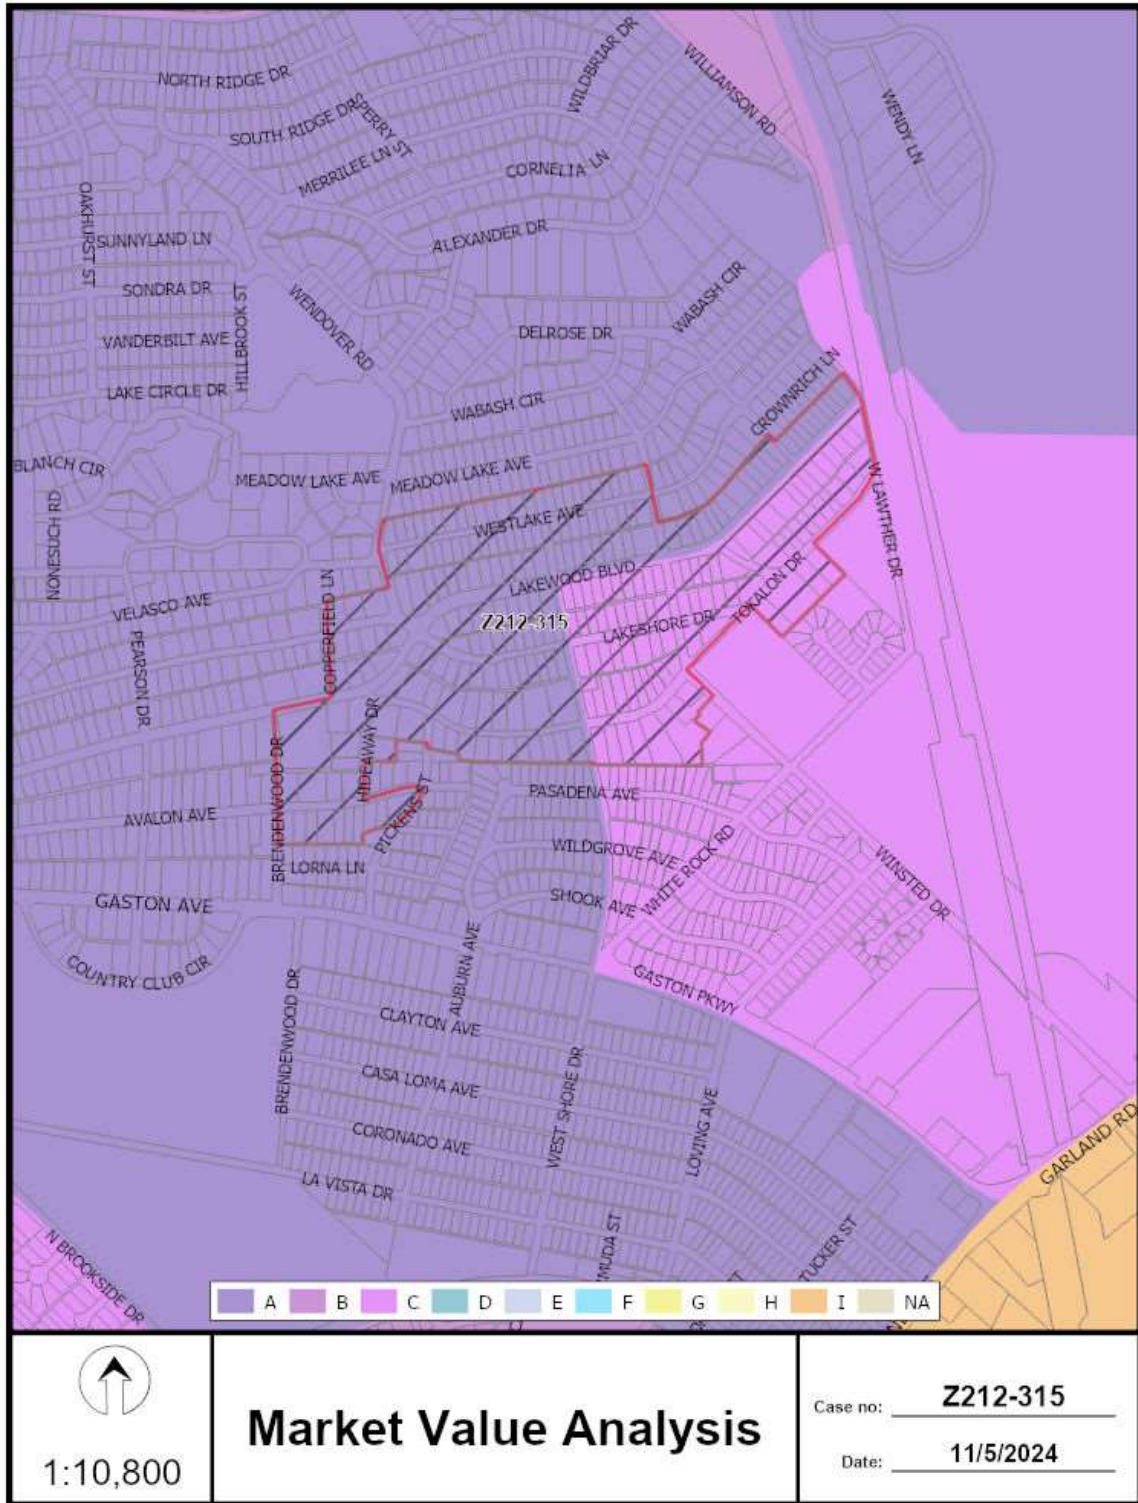 NORTH RIDGE DR
SOUTH RIDGE DR
PERRY ST
MERRILEE LN
WILDBRIAR DR
WILLIAMSON RD
WENDY LN
CORNELIA LN
OAKHURST ST
SUNNYLAND LN
ALEXANDER DR
SONDRA DR
HILLBROOK ST
WENDOVER RD
WABASH CIR
DELROSE DR
VANDERBILT AVE
LAKE CIRCLE DR
WABASH CIR
CROWNRICH LN
BLANCH CIR
MEADOW LAKE AVE
MEADOW LAKE AVE
NONESUCH RD
WESTLAKE AVE
W LAWTHER DR
LAKEWOOD BLVD
VELASCO AVE
COPPERFIELD LN
Z212-315
LAKESHORE DR
TOKALON DR
PEARSON DR
HIDEAWAY DR
BRENDENWOOD DR
AVALON AVE
PICKENS ST
PASADENA AVE
LORNA LN
WILDGROVE AVE
WHITE ROCK RD
WINSTED DR
GASTON AVE
SHOOK AVE
COUNTRY CLUB CIR
AUBURN AVE
GASTON PKWY
BRENDENWOOD DR
CLAYTON AVE
CASA LOMA AVE
WEST SHORE DR
LOVING AVE
CORONADO AVE
GARLAND RD
LA VISTA DR
N BROOKSIDE DR
MUDA ST
TUCKER ST
A B C D E F G H I NA
1:10,800
Market Value Analysis
Case no: Z212-315
Date: 11/5/2024